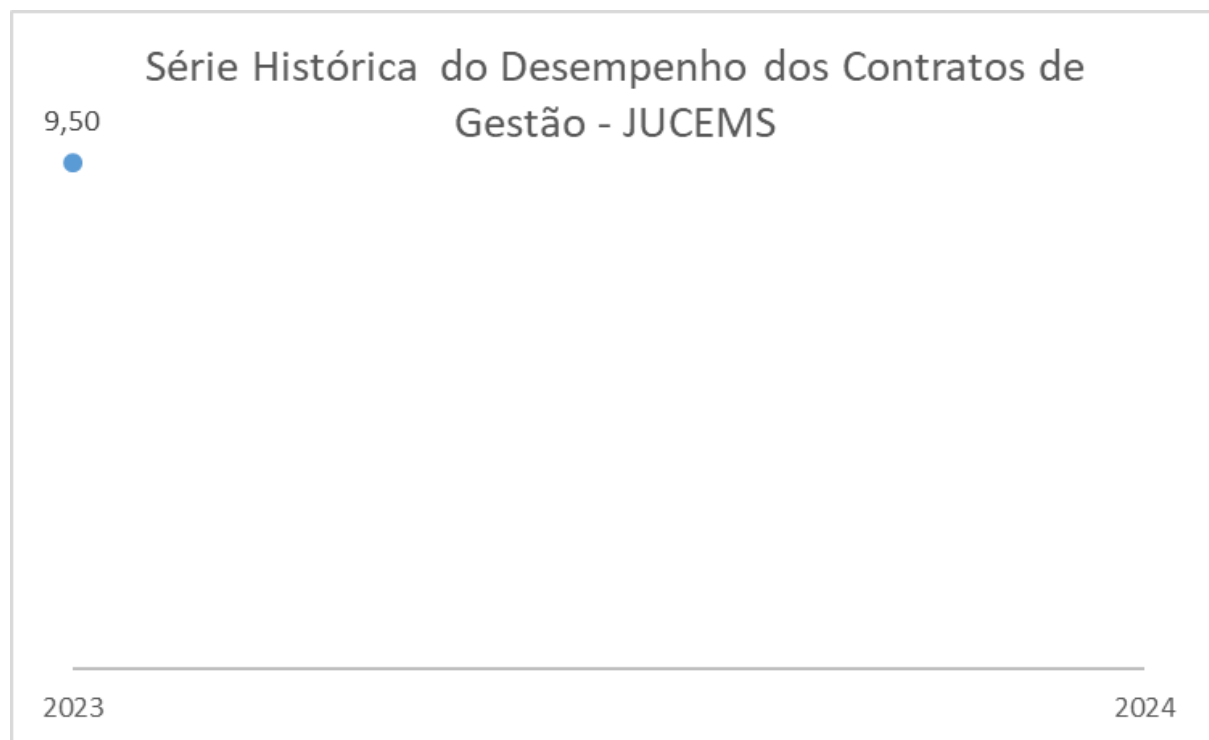 Série Histórica do Desempenho dos Contratos de
Gestão - JUCEMS
9,50
2023
2024